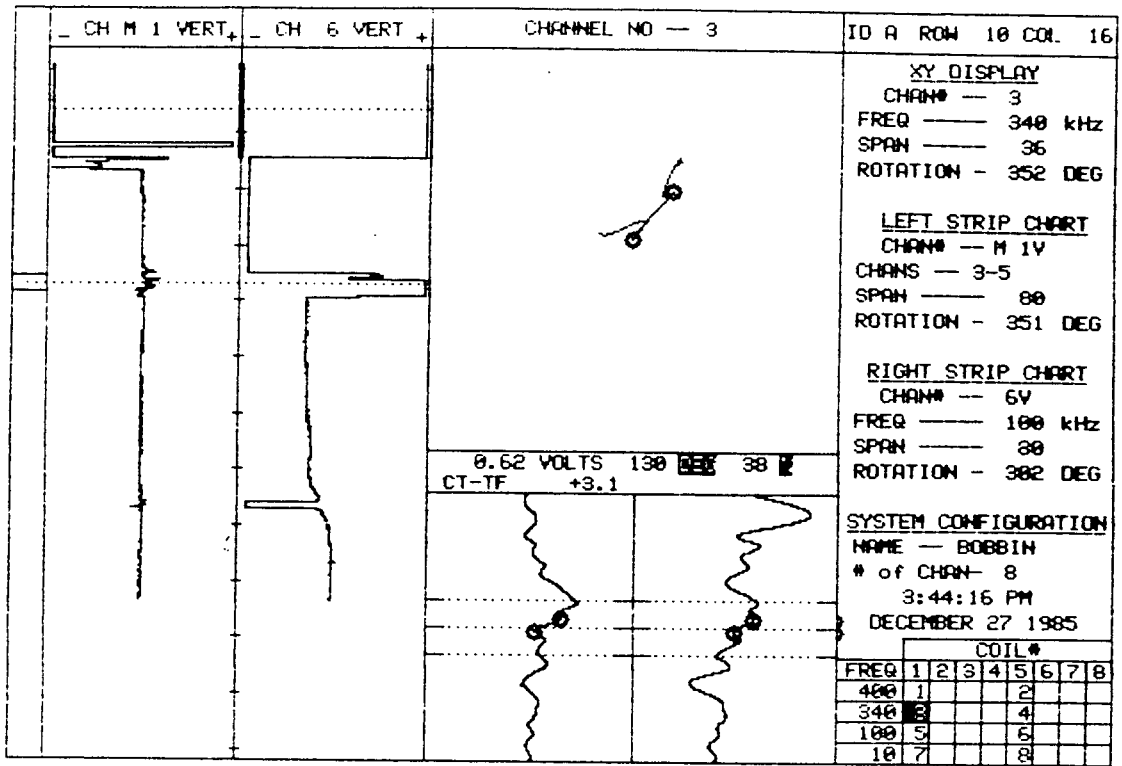 _ CH M 1 VERT +
_ CH 6 VERT +
CHANNEL NO -- 3
0.62 VOLTS 130 DEG 38 %
CT-TF +3.1
ID A ROW 10 COL 16
XY DISPLAY
CHAN# -- 3
FREQ ----- 340 kHz
SPAN ----- 36
ROTATION - 352 DEG
LEFT STRIP CHART
CHAN# -- M 1V
CHANS -- 3-5
SPAN ----- 80
ROTATION - 351 DEG
RIGHT STRIP CHART
CHAN# -- 6V
FREQ ----- 100 kHz
SPAN -----
ROTATION - 302 DEG
SYSTEM CONFIGURATION
NAME -- BOBBIN
# of CHAN- 8
3:44:16 PM
DECEMBER 27 1985
COIL#
FREQ 1 2 3 4 5 6 7 8
400 1 2
340 3 4
100 5 6
10 7 8